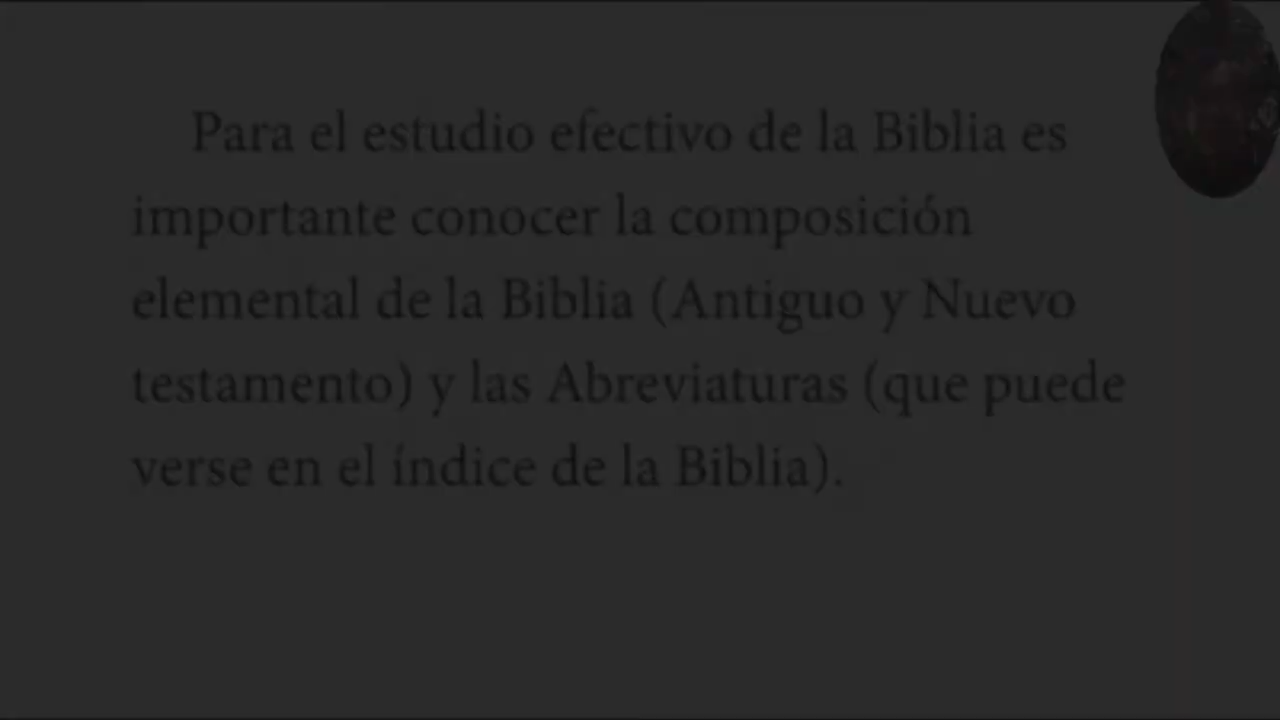 Para el estudio efectivo de la Biblia es
importante conocer la composición
elemental de la Biblia (Antiguo y Nuevo
testamento) y las Abreviaturas (que puede
verse en el índice de la Biblia).